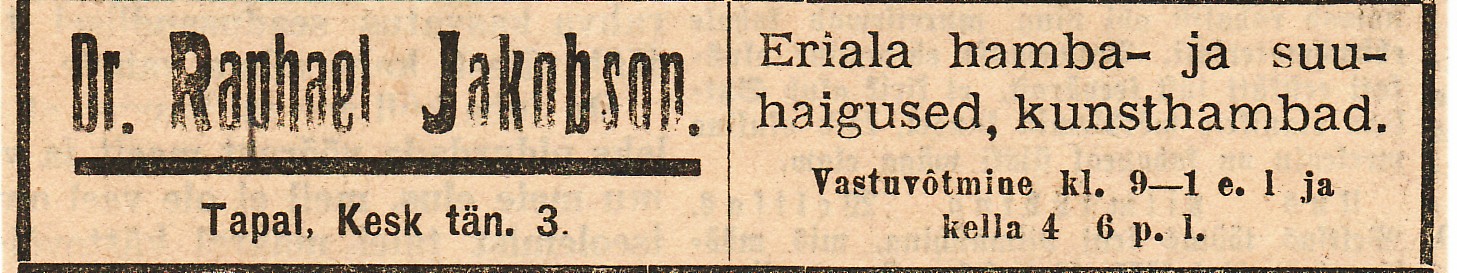 Dr. Raphael Jakobson.
Tapal, Kesk tän. 3.
Eriala hamba- ja suu-
haigused, kunsthambad.
Vastuvôtmine kl. 9—1 e. l ja
kella 4 6 p. l.